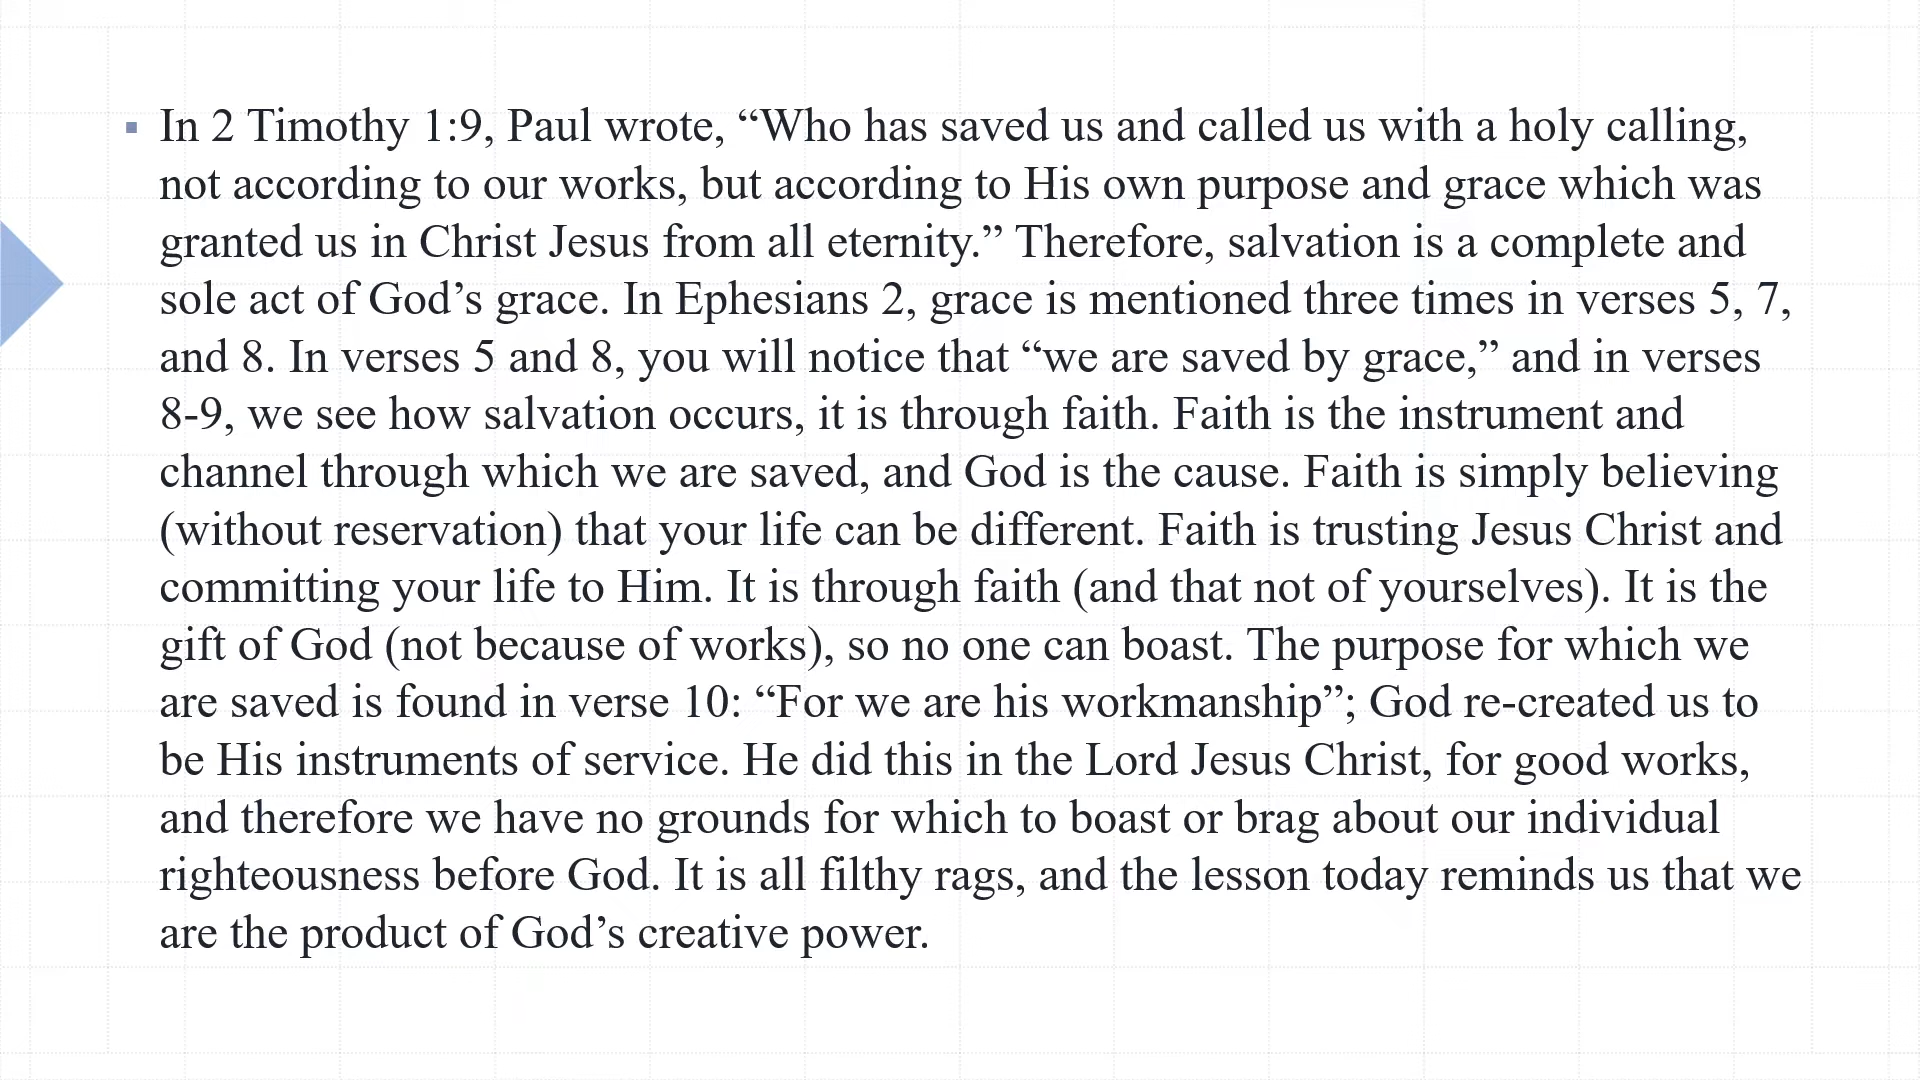 In 2 Timothy 1:9, Paul wrote, “Who has saved us and called us with a holy calling,
not according to our works, but according to His own purpose and grace which was
granted us in Christ Jesus from all eternity.” Therefore, salvation is a complete and
sole act of God’s grace. In Ephesians 2, grace is mentioned three times in verses 5, 7,
and 8. In verses 5 and 8, you will notice that “we are saved by grace,” and in verses
8-9, we see how salvation occurs, it is through faith. Faith is the instrument and
channel through which we are saved, and God is the cause. Faith is simply believing
(without reservation) that your life can be different. Faith is trusting Jesus Christ and
committing your life to Him. It is through faith (and that not of yourselves). It is the
gift of God (not because of works), so no one can boast. The purpose for which we
are saved is found in verse 10: “For we are his workmanship”; God re-created us to
be His instruments of service. He did this in the Lord Jesus Christ, for good works,
and therefore we have no grounds for which to boast or brag about our individual
righteousness before God. It is all filthy rags, and the lesson today reminds us that we
are the product of God’s creative power.